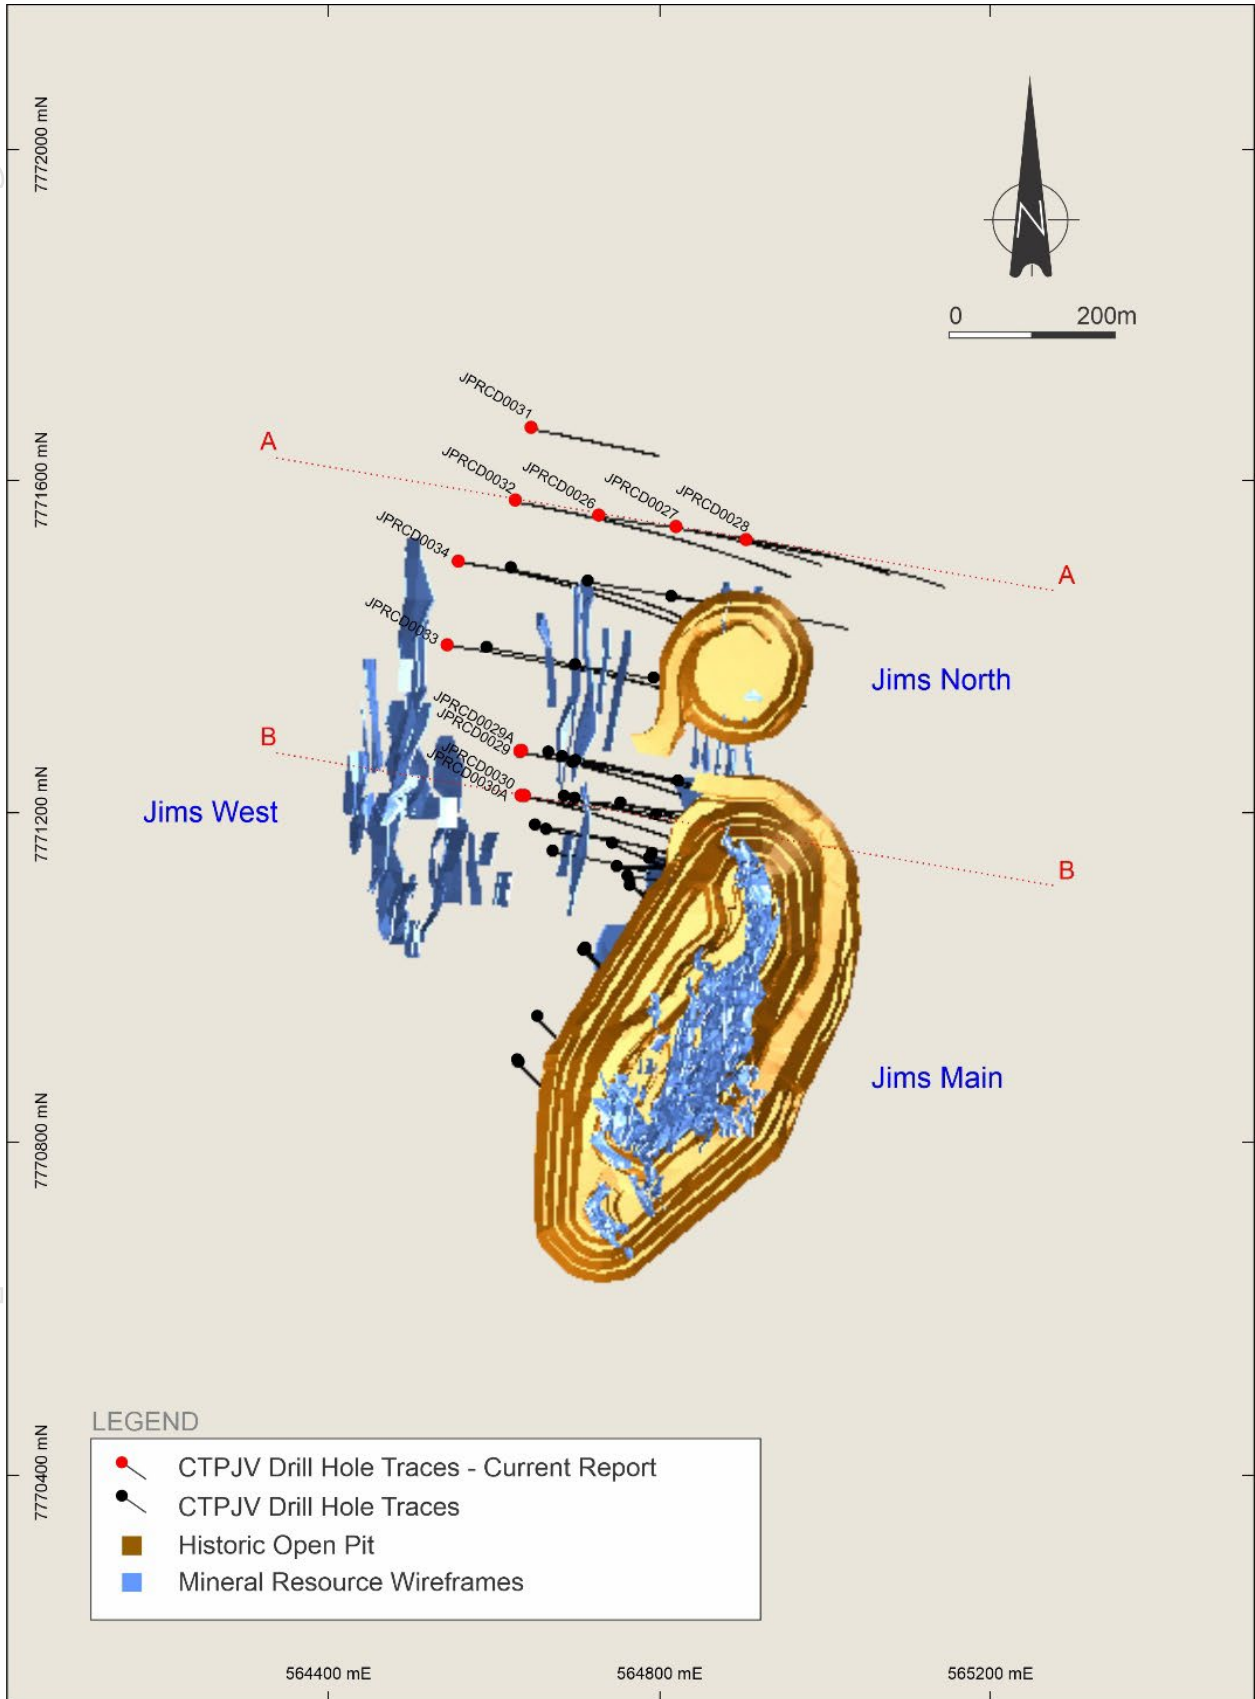 7772000 mN
N
0 200m
JPRCD0031
A
JPRCD0032
JPRCD0026
JPRCD0027
JPRCD0028
7771600 mN
JPRCD0034
A
JPRCD0033
Jims North
JPRCD0029A
JPRCD0029
B
JPRCD0030
JPRCD0030A
Jims West
7771200 mN
B
Jims Main
7770800 mN
LEGEND
CTPJV Drill Hole Traces - Current Report
CTPJV Drill Hole Traces
Historic Open Pit
Mineral Resource Wireframes
7770400 mN
564400 mE 564800 mE 565200 mE